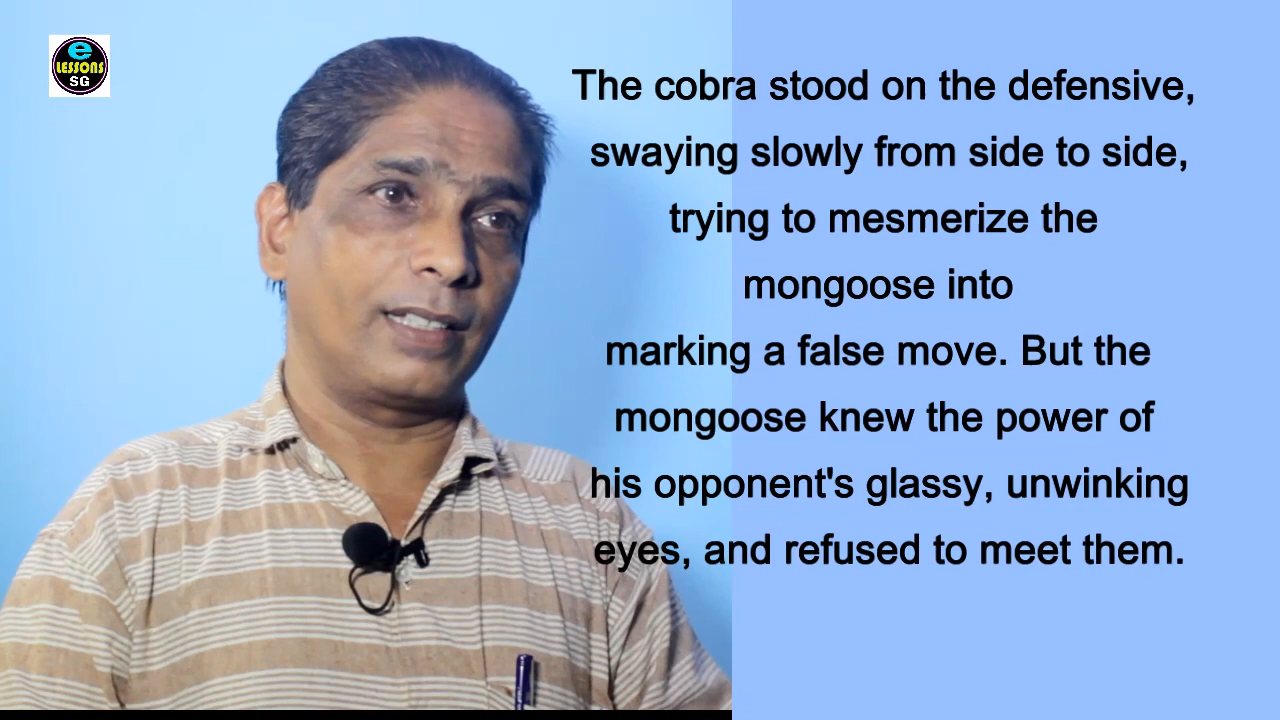 e
LESSONS
SG
The cobra stood on the defensive,
swaying slowly from side to side,
trying to mesmerize the
mongoose into
marking a false move. But the
mongoose knew the power of
his opponent's glassy, unwinking
eyes, and refused to meet them.